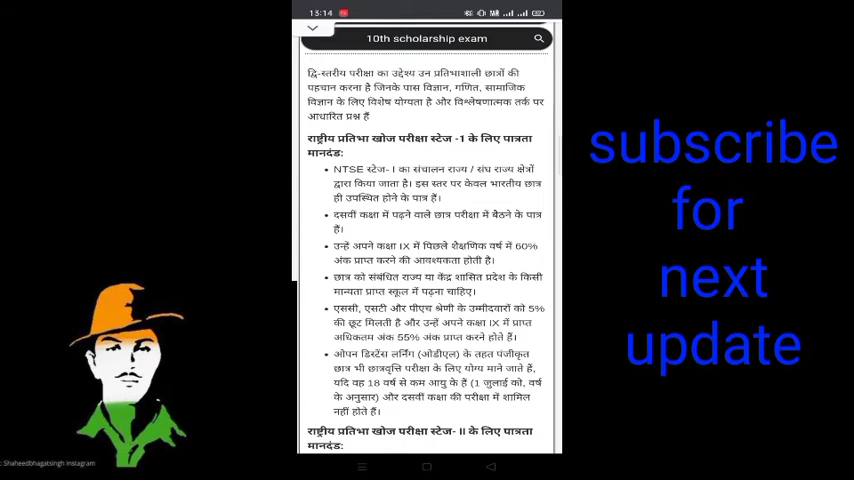 13:14
10th scholarship exam
द्वि-स्तरीय परीक्षा का उद्देश्य उन प्रतिभाशाली छात्रों की
पहचान करना है जिनके पास विज्ञान, गणित, सामाजिक
विज्ञान के लिए विशेष योग्यता है और विश्लेषणात्मक तर्क पर
आधारित प्रश्न हैं
राष्ट्रीय प्रतिभा खोज परीक्षा स्टेज -1 के लिए पात्रता
मानदंड:
• NTSE स्टेज- I का संचालन राज्य / संघ राज्य क्षेत्रों
द्वारा किया जाता है। इस स्तर पर केवल भारतीय छात्र
ही उपस्थित होने के पात्र हैं।
• दसवीं कक्षा में पढ़ने वाले छात्र परीक्षा में बैठने के पात्र
हैं।
• उन्हें अपने कक्षा IX में पिछले शैक्षणिक वर्ष में 60%
अंक प्राप्त करने की आवश्यकता होती है।
• छात्र को संबंधित राज्य या केंद्र शासित प्रदेश के किसी
मान्यता प्राप्त स्कूल में पढ़ना चाहिए।
• एससी, एसटी और पीएच श्रेणी के उम्मीदवारों को 5%
की छूट मिलती है और उन्हें अपने कक्षा IX में प्राप्त
अधिकतम अंक 55% अंक प्राप्त करने होते हैं।
• ओपन डिस्टेंस लर्निंग (ओडीएल) के तहत पंजीकृत
छात्र भी छात्रवृत्ति परीक्षा के लिए योग्य माने जाते हैं,
यदि वह 18 वर्ष से कम आयु के हैं (1 जुलाई को, वर्ष
के अनुसार) और दसवीं कक्षा की परीक्षा में शामिल
नहीं होते हैं।
राष्ट्रीय प्रतिभा खोज परीक्षा स्टेज- II के लिए पात्रता
मानदंड:
subscribe
for
next
update
: Shaheedbhagatsingh Instagram